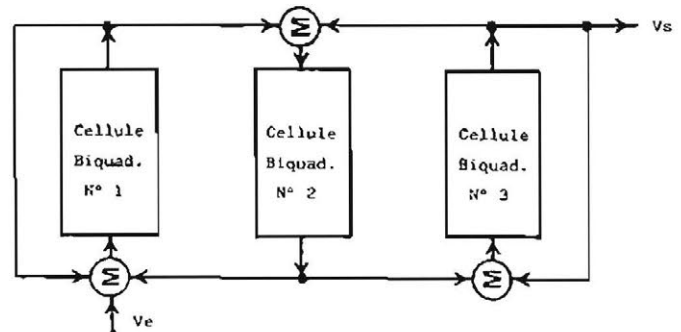 M
Vs
Cellule
Biquad.
N° 1
Cellule
Biquad.
N° 2
Cellule
Biquad.
N° 3
M
M
Ve